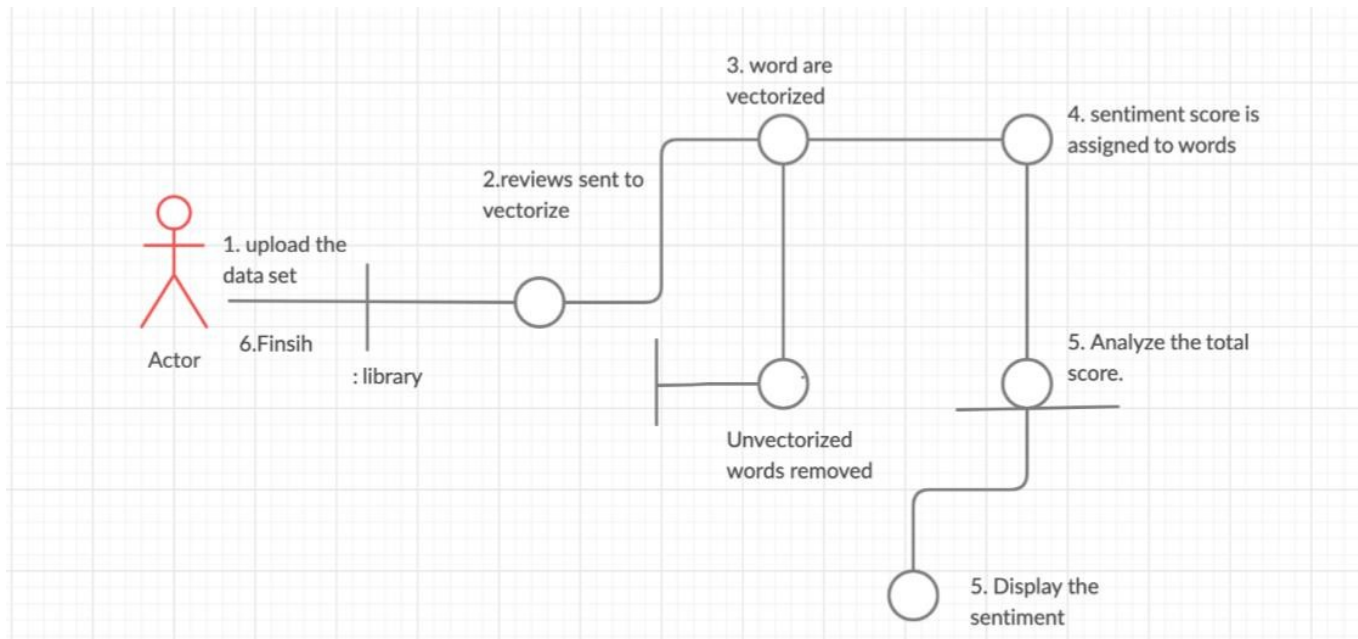 3. word are
vectorized
4. sentiment score is
assigned to words
2.reviews sent to
vectorize
1. upload the
data set
6.Finsih
Actor
: library
5. Analyze the total
score.
Unvectorized
words removed
5. Display the
sentiment